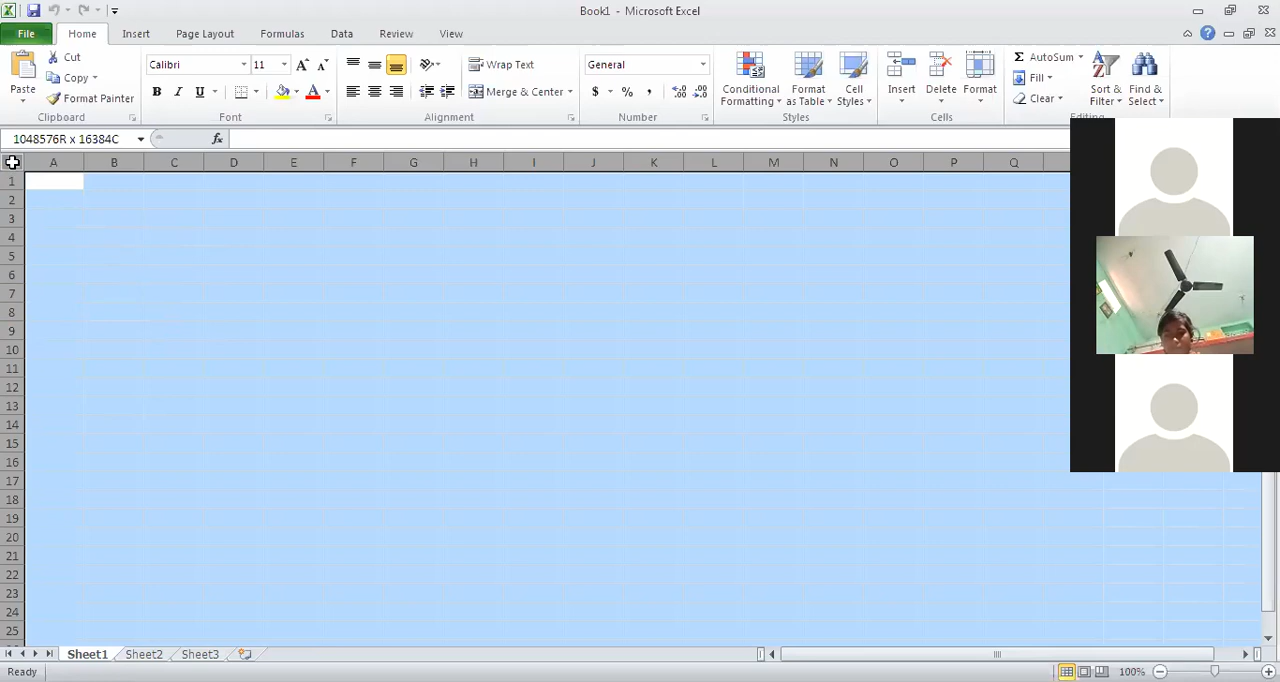 Book1 - Microsoft Excel
File Home Insert Page Layout Formulas Data Review View
Paste
Cut
Copy
Format Painter
Clipboard
Calibri 11
B I U
Font
Wrap Text
Merge & Center
Alignment
General
$ % ,
Number
Conditional Formatting
Format as Table
Cell Styles
Styles
Insert Delete Format
Cells
AutoSum
Fill
Clear
Sort & Filter
Find & Select
Editing
1048576R x 16384C fx
A B C D E F G H I J K L M N O P Q
1
2
3
4
5
6
7
8
9
10
11
12
13
14
15
16
17
18
19
20
21
22
23
24
25
Sheet1 Sheet2 Sheet3
Ready 100%